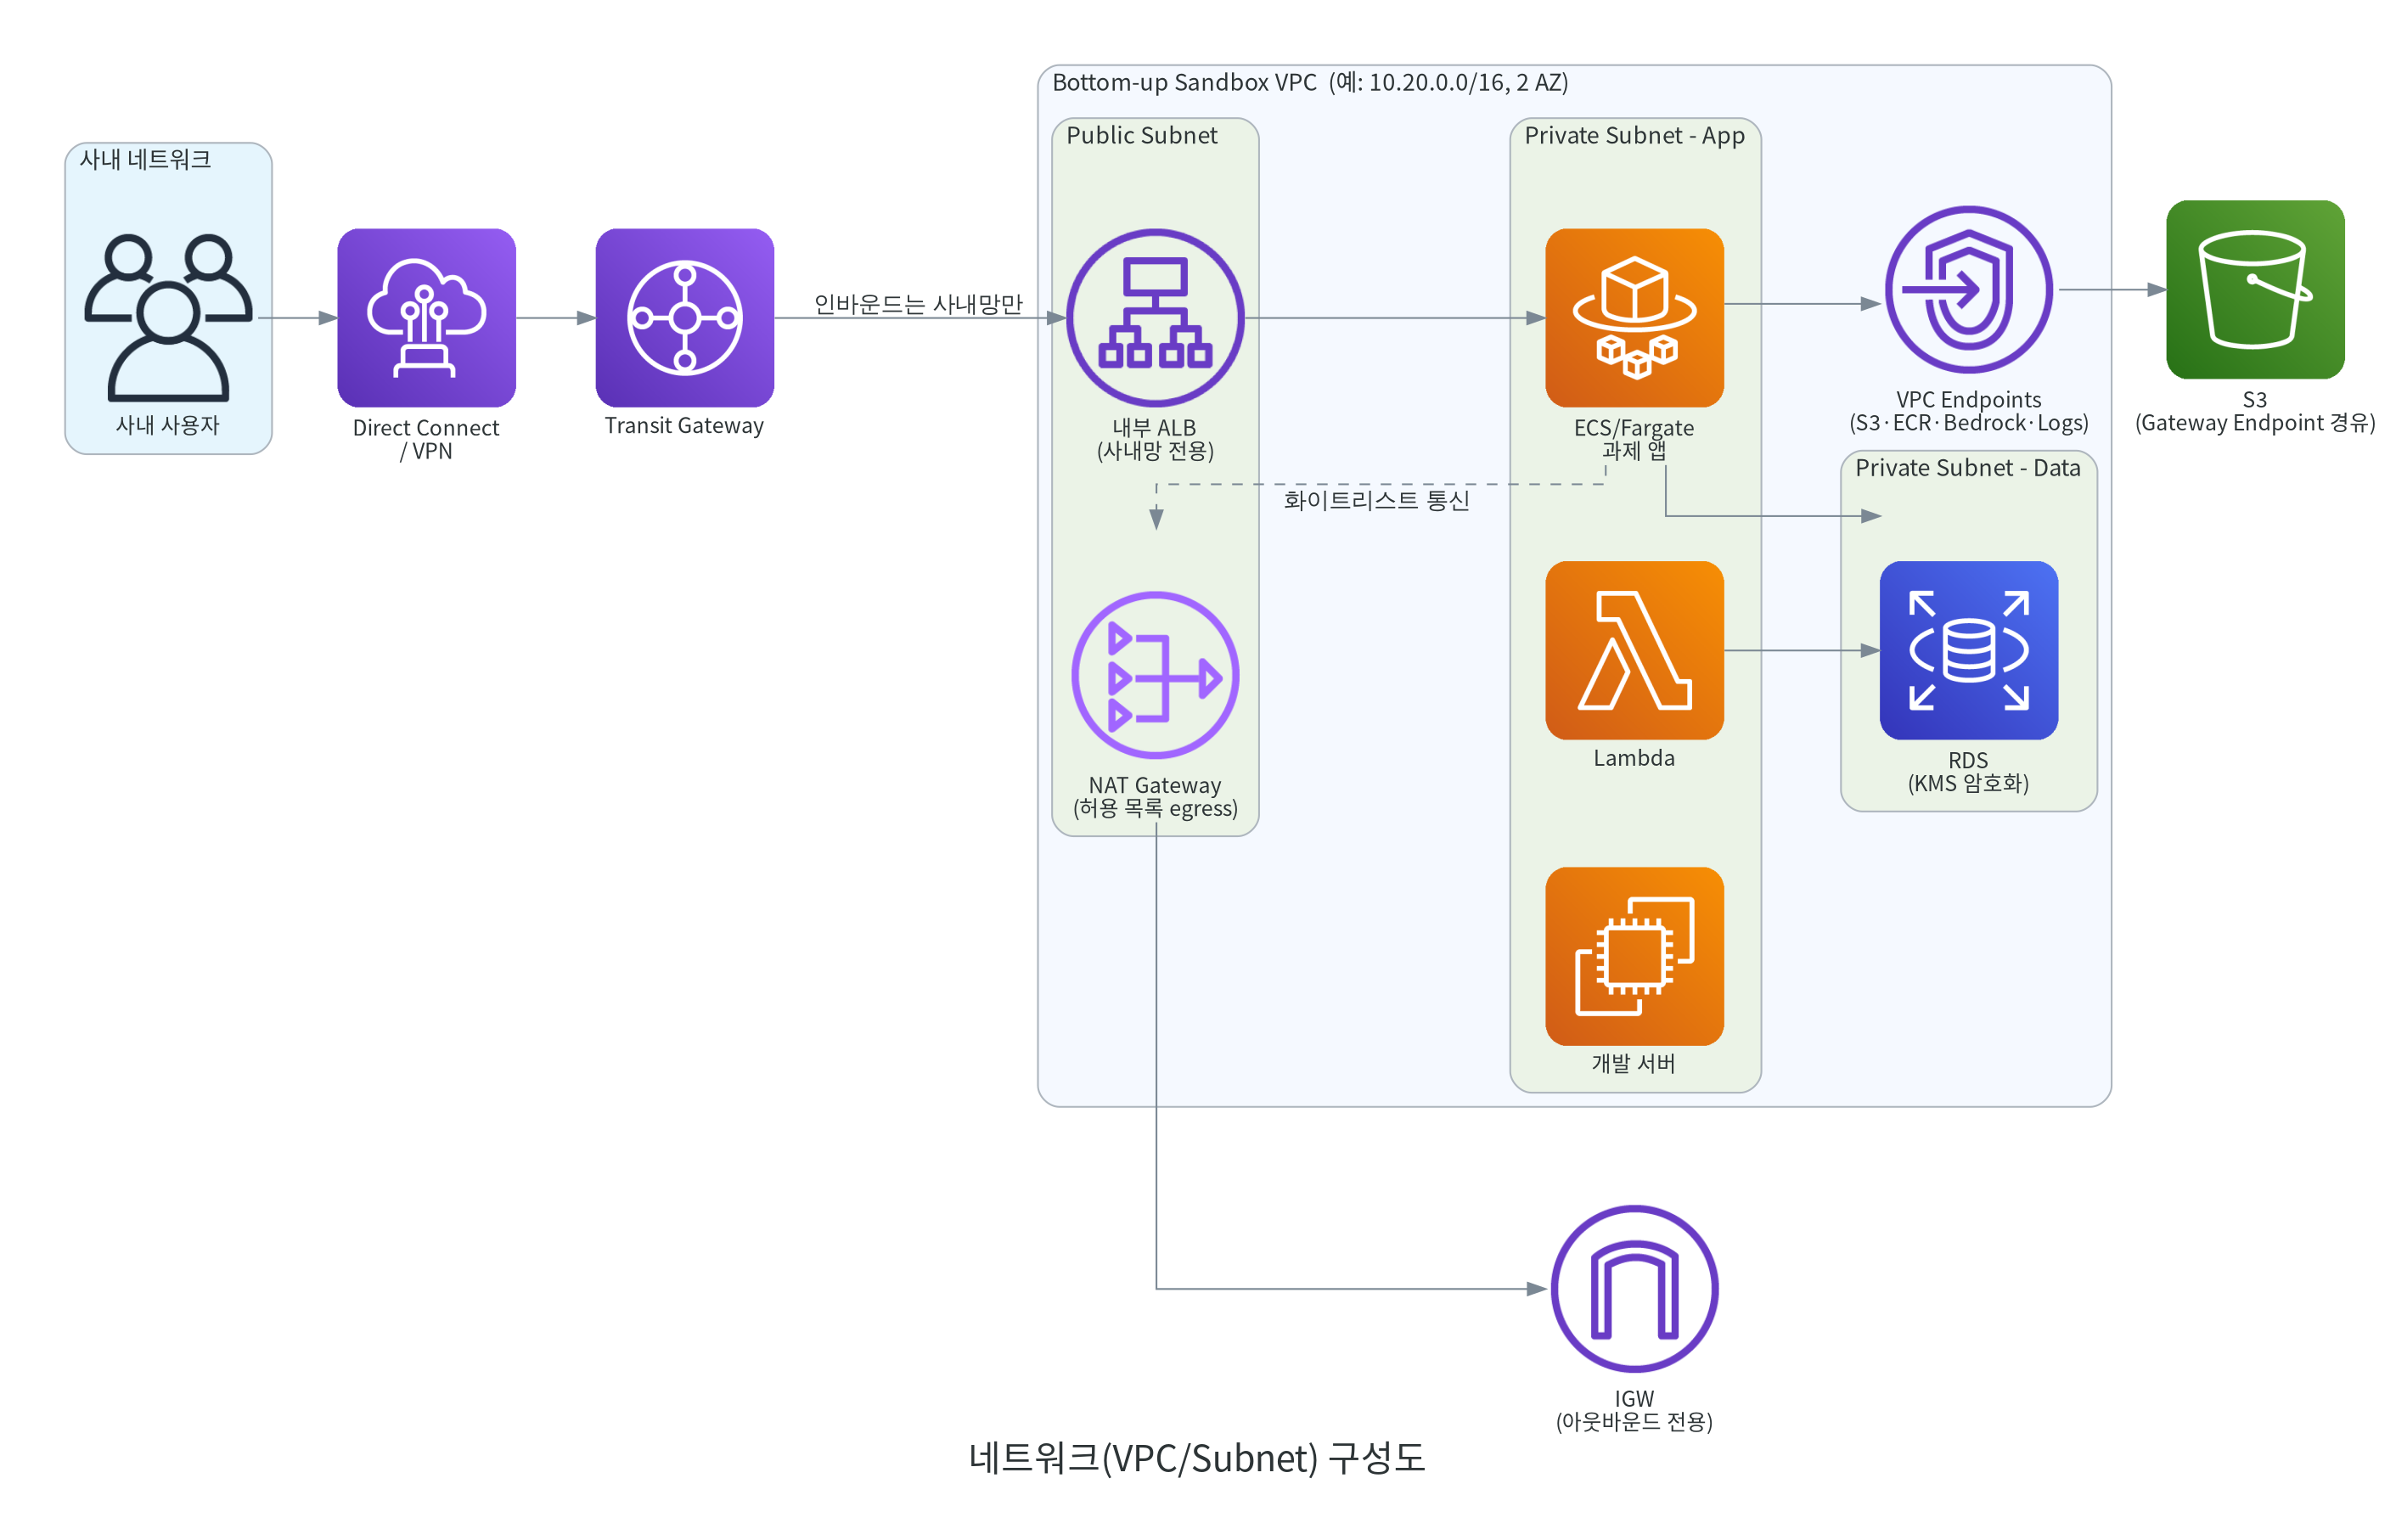 Bottom-up Sandbox VPC (예: 10.20.0.0/16, 2 AZ)
사내 네트워크
사내 사용자
Direct Connect
/ VPN
Transit Gateway
인바운드는 사내망만
Public Subnet
내부 ALB
(사내망 전용)
화이트리스트 통신
NAT Gateway
(허용 목록 egress)
Private Subnet - App
ECS/Fargate
과제 앱
Lambda
개발 서버
VPC Endpoints
(S3·ECR·Bedrock·Logs)
Private Subnet - Data
RDS
(KMS 암호화)
S3
(Gateway Endpoint 경유)
IGW
(아웃바운드 전용)
네트워크(VPC/Subnet) 구성도